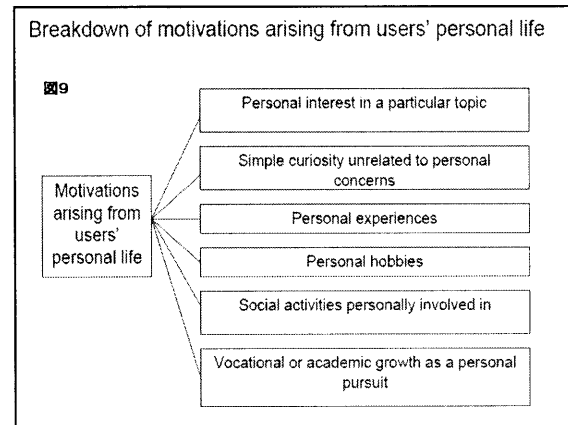 Breakdown of motivations arising from users' personal life
図9
Personal interest in a particular topic
Simple curiosity unrelated to personal
concerns
Motivations
arising from
users'
personal life
Personal experiences
Personal hobbies
Social activities personally involved in
Vocational or academic growth as a personal
pursuit